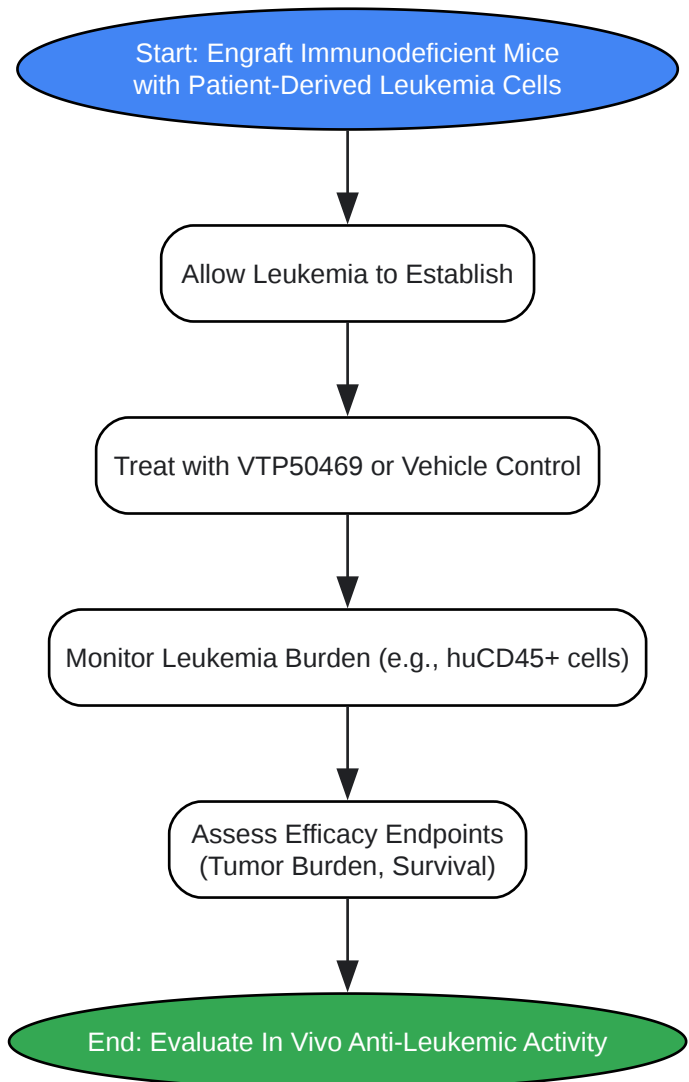 Start: Engraft Immunodeficient Mice
with Patient-Derived Leukemia Cells
Allow Leukemia to Establish
Treat with VTP50469 or Vehicle Control
Monitor Leukemia Burden (e.g., huCD45+ cells)
Assess Efficacy Endpoints
(Tumor Burden, Survival)
End: Evaluate In Vivo Anti-Leukemic Activity